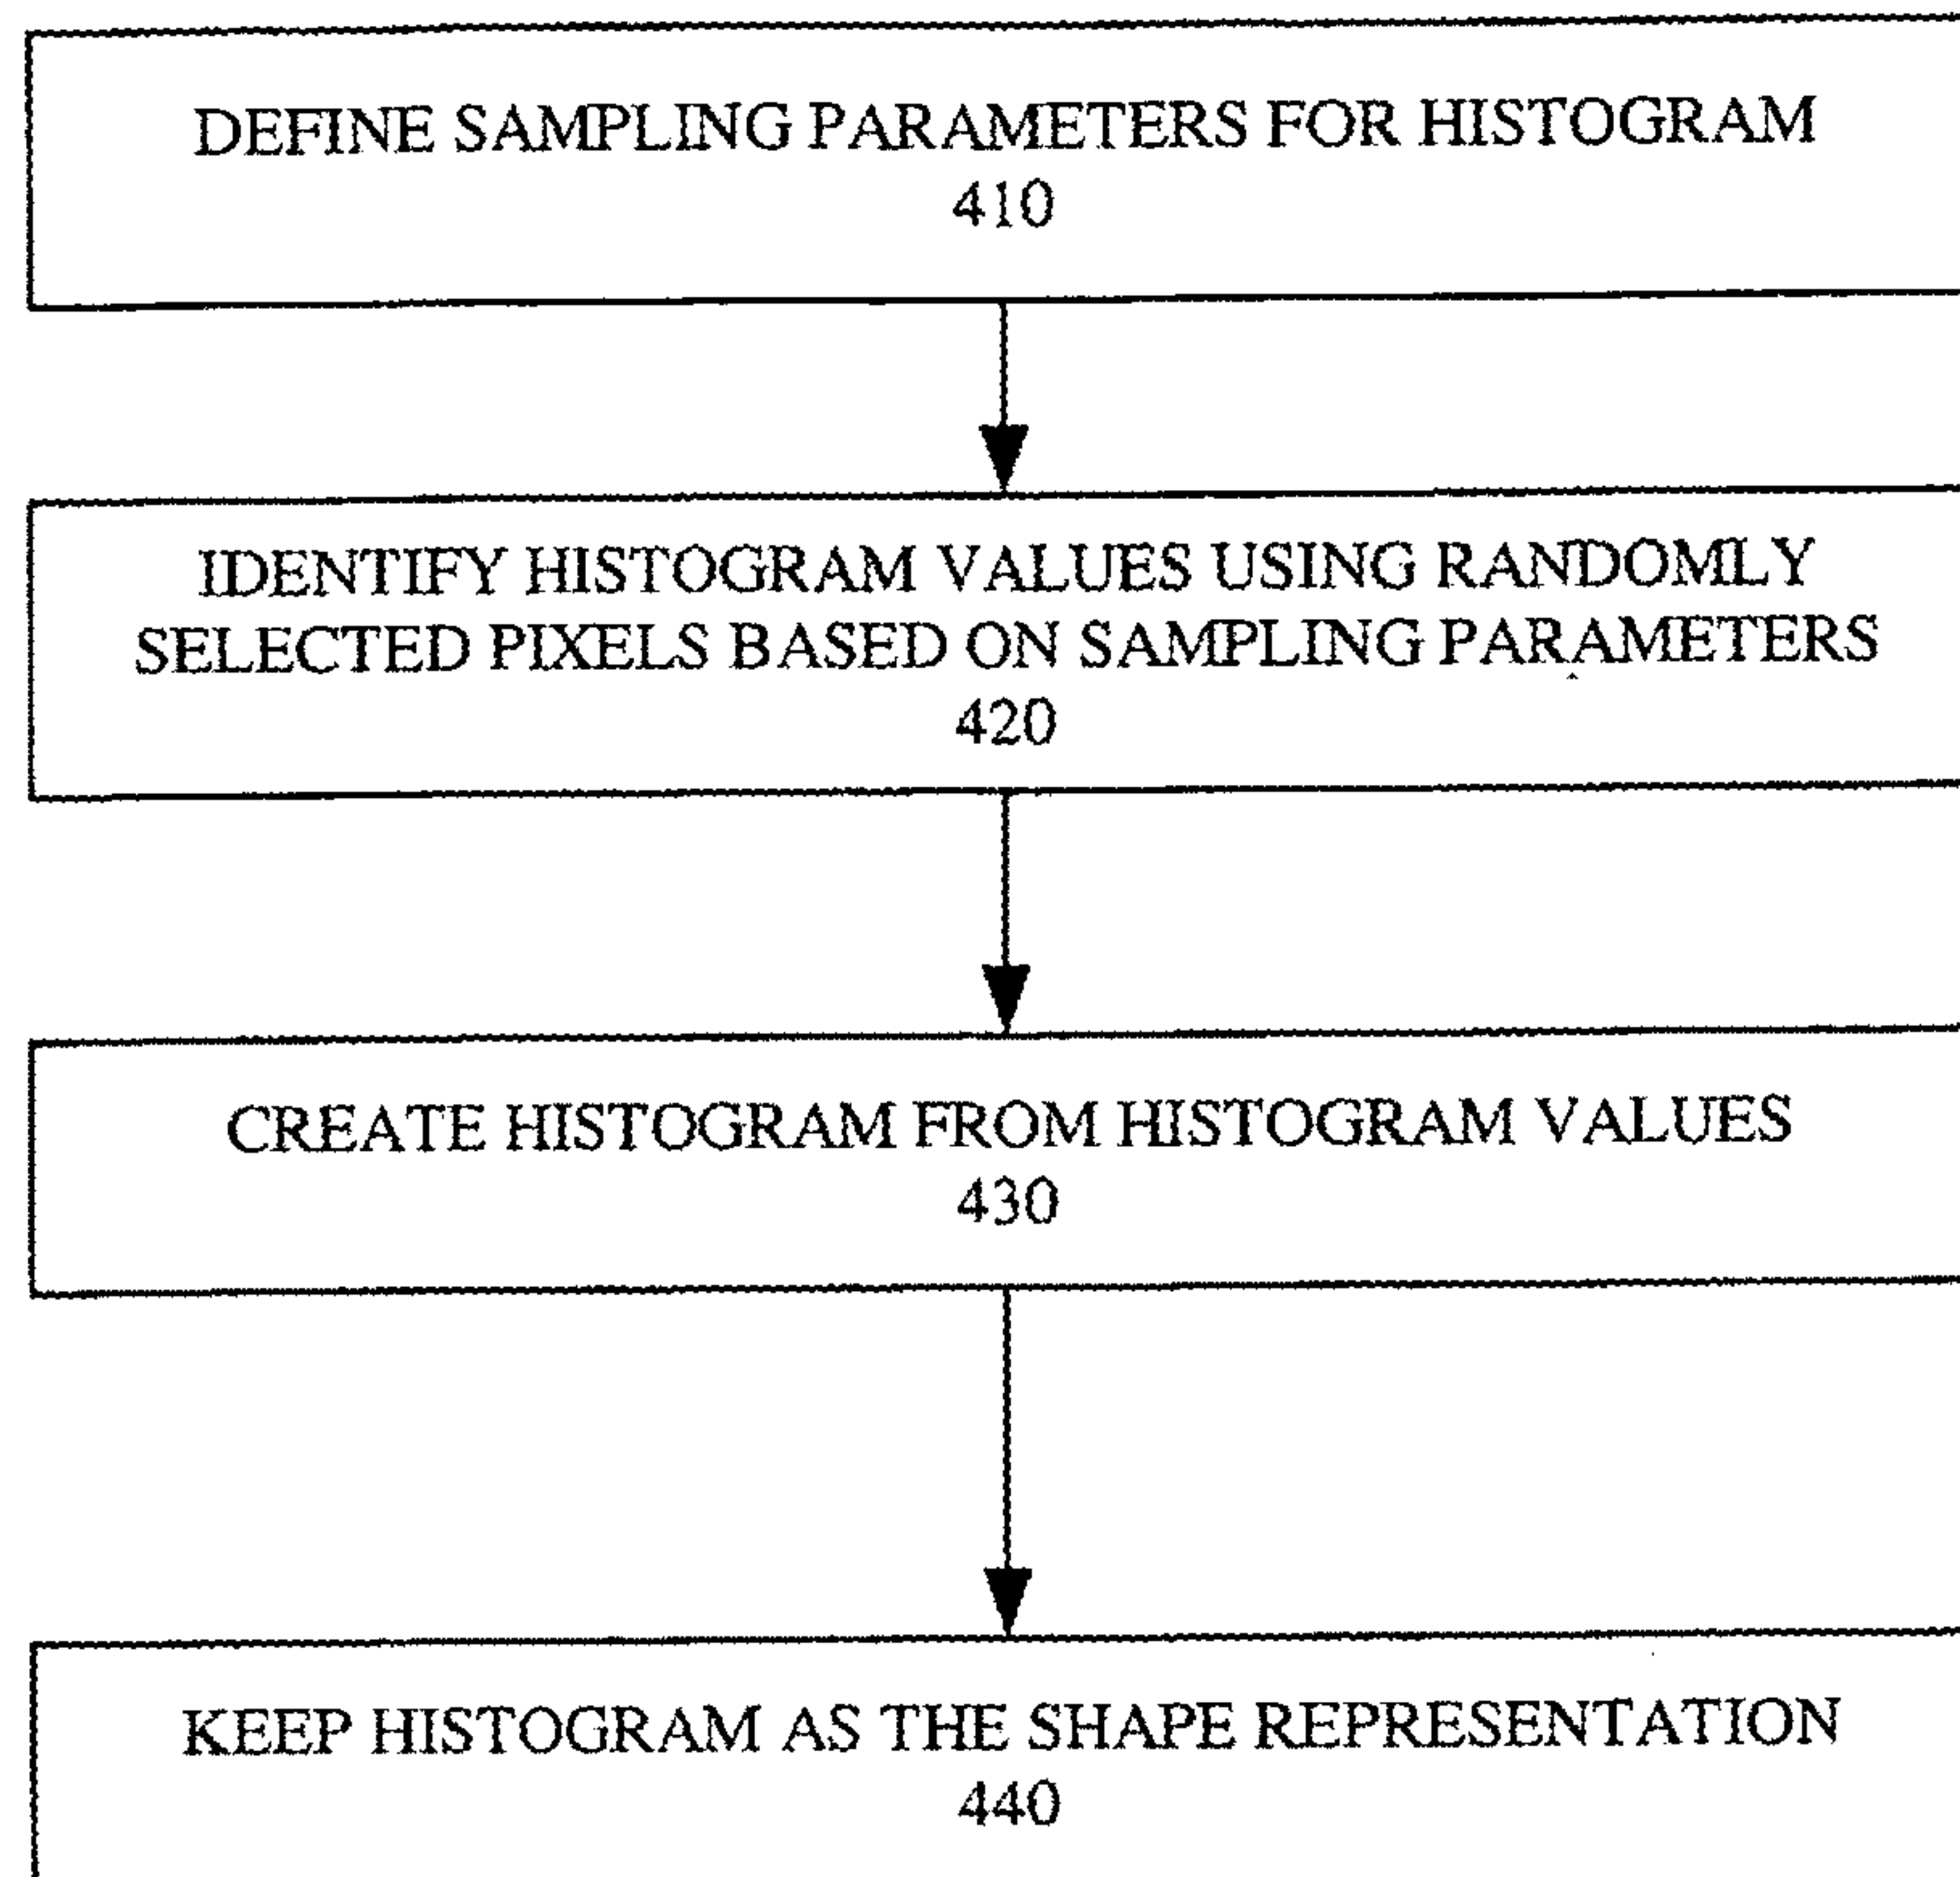 DEFINE SAMPLING PARAMETERS FOR HISTOGRAM
410
IDENTIFY HISTOGRAM VALUES USING RANDOMLY
SELECTED PIXELS BASED ON SAMPLING PARAMETERS
420
CREATE HISTOGRAM FROM HISTOGRAM VALUES
430
KEEP HISTOGRAM AS THE SHAPE REPRESENTATION
440